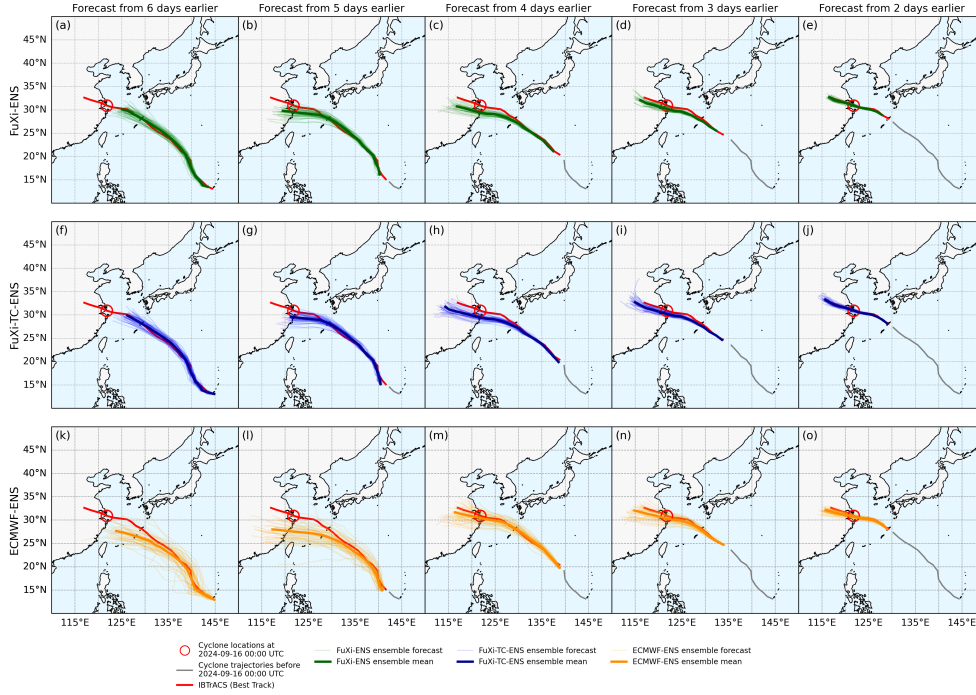 Forecast from 6 days earlier
Forecast from 5 days earlier
Forecast from 4 days earlier
Forecast from 3 days earlier
Forecast from 2 days earlier
(a)
(b)
(c)
(d)
(e)
FuXi-ENS
45°N
40°N
35°N
30°N
25°N
20°N
15°N
(f)
(g)
(h)
(i)
(j)
FuXi-TC-ENS
45°N
40°N
35°N
30°N
25°N
20°N
15°N
(k)
(l)
(m)
(n)
(o)
ECMWF-ENS
45°N
40°N
35°N
30°N
25°N
20°N
15°N
115°E 125°E 135°E 145°E
115°E 125°E 135°E 145°E
115°E 125°E 135°E 145°E
115°E 125°E 135°E 145°E
115°E 125°E 135°E 145°E
Cyclone locations at
2024-09-16 00:00 UTC
Cyclone trajectories before
2024-09-16 00:00 UTC
IBTrACS (Best Track)
FuXi-ENS ensemble forecast
FuXi-ENS ensemble mean
FuXi-TC-ENS ensemble forecast
FuXi-TC-ENS ensemble mean
ECMWF-ENS ensemble forecast
ECMWF-ENS ensemble mean